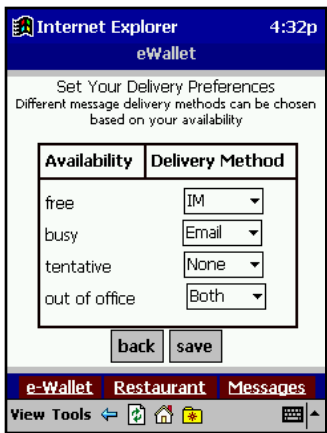 Internet Explorer 4:32p
eWallet
Set Your Delivery Preferences
Different message delivery methods can be chosen
based on your availability
Availability Delivery Method
free IM
busy Email
tentative None
out of office Both
back save
e-Wallet Restaurant Messages
View Tools